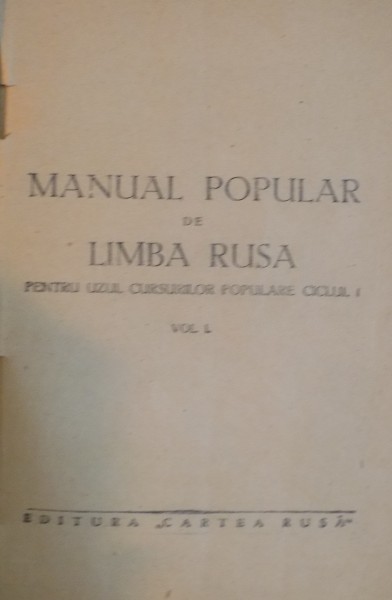 MANUAL POPULAR
DE
LIMBA RUSA
PENTRU UZUL CURSURILOR POPULARE CICLUL I
VOL I.
EDITURA „CARTEA RUSĂ"